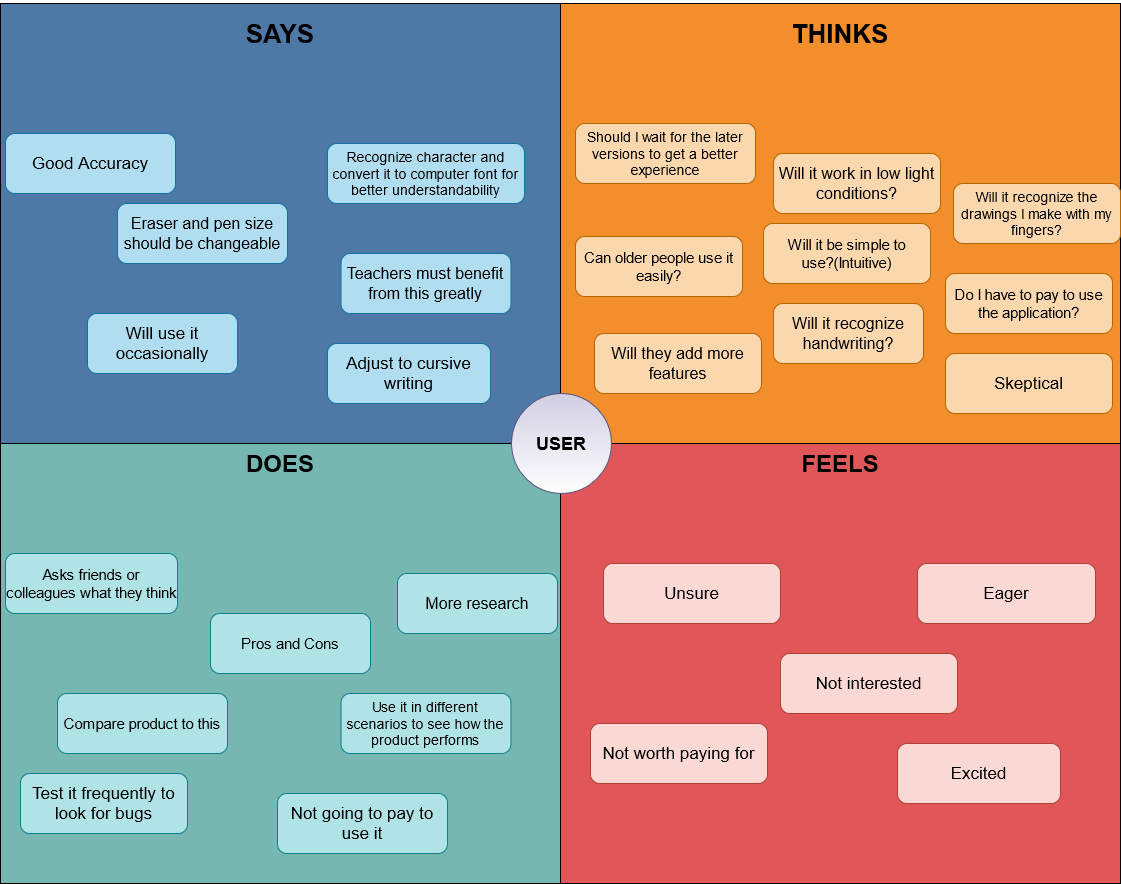 SAYS
Good Accuracy
Recognize character and
convert it to computer font for
better understandability
Eraser and pen size
should be changeable
Teachers must benefit
from this greatly
Will use it
occasionally
Adjust to cursive
writing
THINKS
Should I wait for the later
versions to get a better
experience
Will it work in low light
conditions?
Will it recognize the
drawings I make with my
fingers?
Can older people use it
easily?
Will it be simple to
use?(Intuitive)
Do I have to pay to use
the application?
Will it recognize
handwriting?
Will they add more
features
Skeptical
USER
DOES
Asks friends or
colleagues what they think
More research
Pros and Cons
Compare product to this
Use it in different
scenarios to see how the
product performs
Test it frequently to
look for bugs
Not going to pay to
use it
FEELS
Unsure
Eager
Not interested
Not worth paying for
Excited